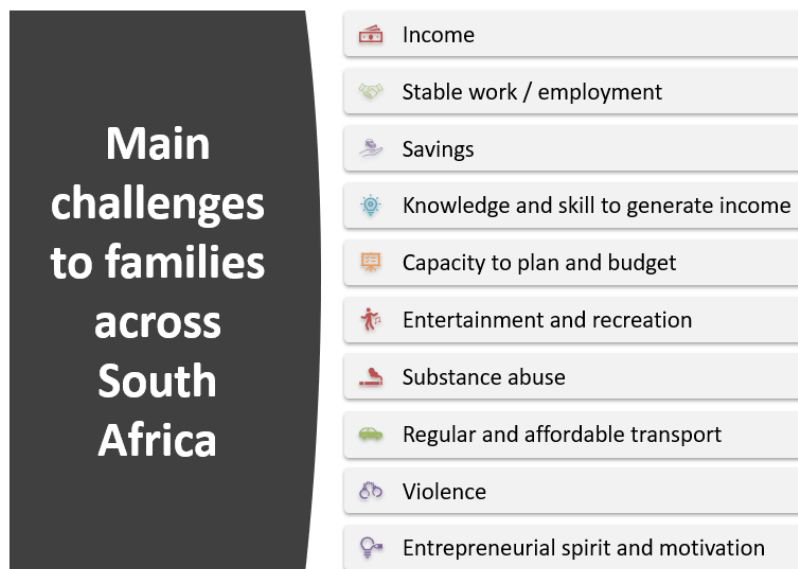 Main
challenges
to families
across
South
Africa
Income
Stable work / employment
Savings
Knowledge and skill to generate income
Capacity to plan and budget
Entertainment and recreation
Substance abuse
Regular and affordable transport
Violence
Entrepreneurial spirit and motivation